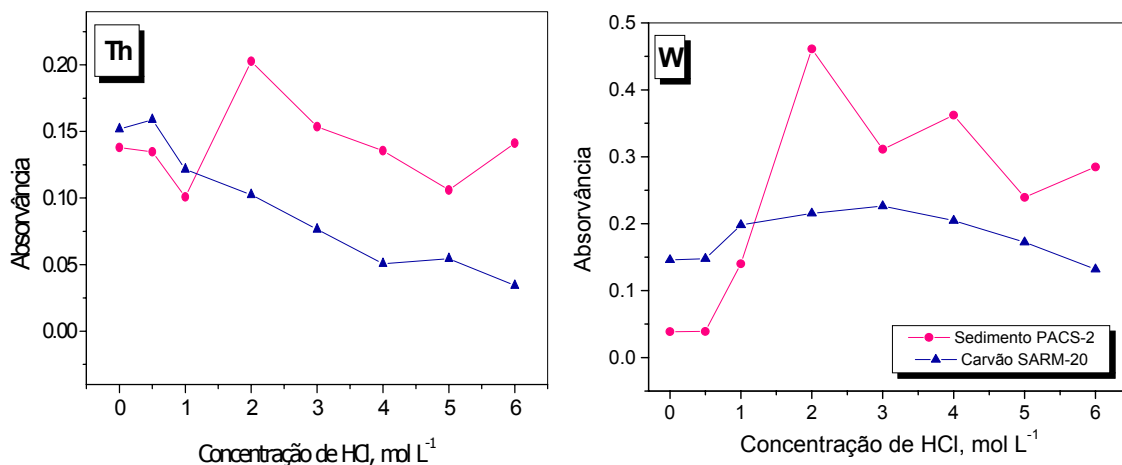 Th
0.20
0.15
0.10
0.05
0.00
Absorvância
0 1 2 3 4 5 6
Concentração de HCl, mol L-1
W
0.5
0.4
0.3
0.2
0.1
0.0
Absorvância
Sedimento PACS-2
Carvão SARM-20
0 1 2 3 4 5 6
Concentração de HCl, mol L-1